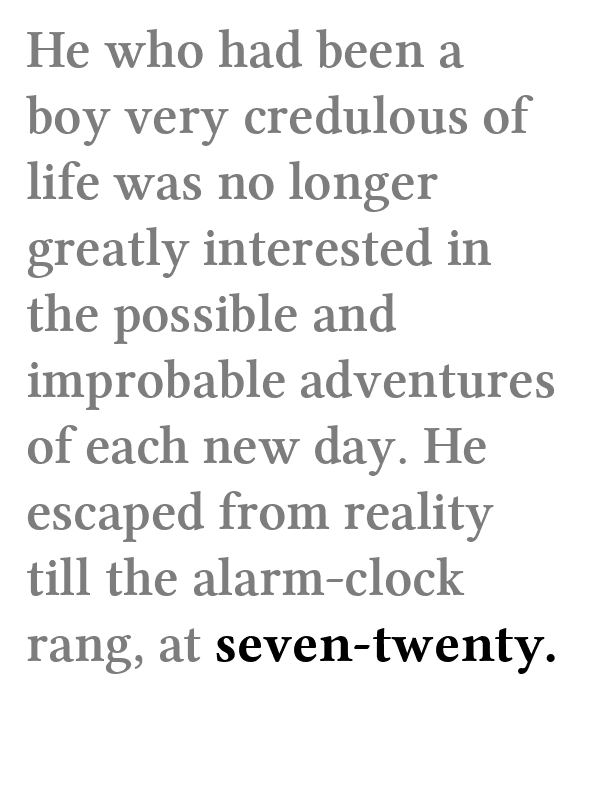 He who had been a
boy very credulous of
life was no longer
greatly interested in
the possible and
improbable adventures
of each new day. He
escaped from reality
till the alarm-clock
rang, at seven-twenty.